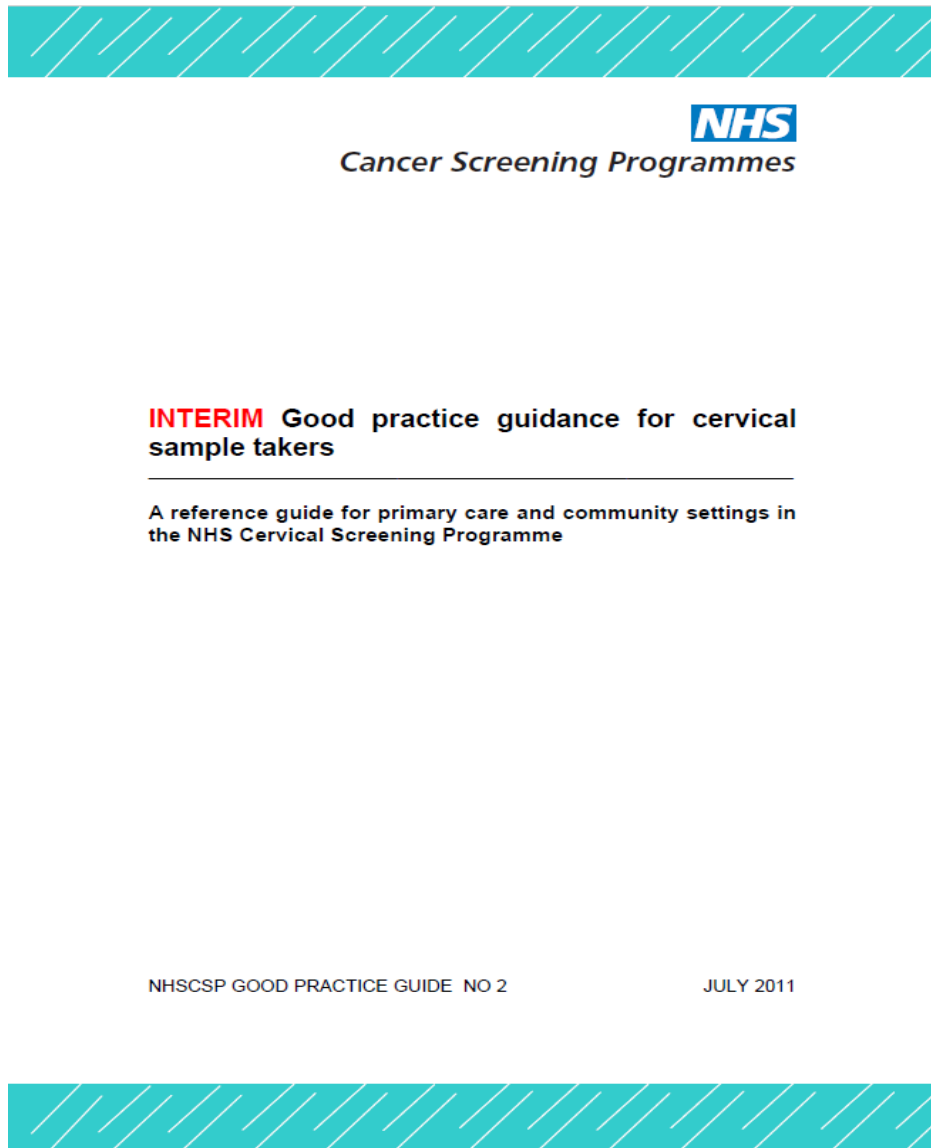 NHS
Cancer Screening Programmes
INTERIM Good practice guidance for cervical
sample takers
A reference guide for primary care and community settings in
the NHS Cervical Screening Programme
NHSCSP GOOD PRACTICE GUIDE NO 2 JULY 2011